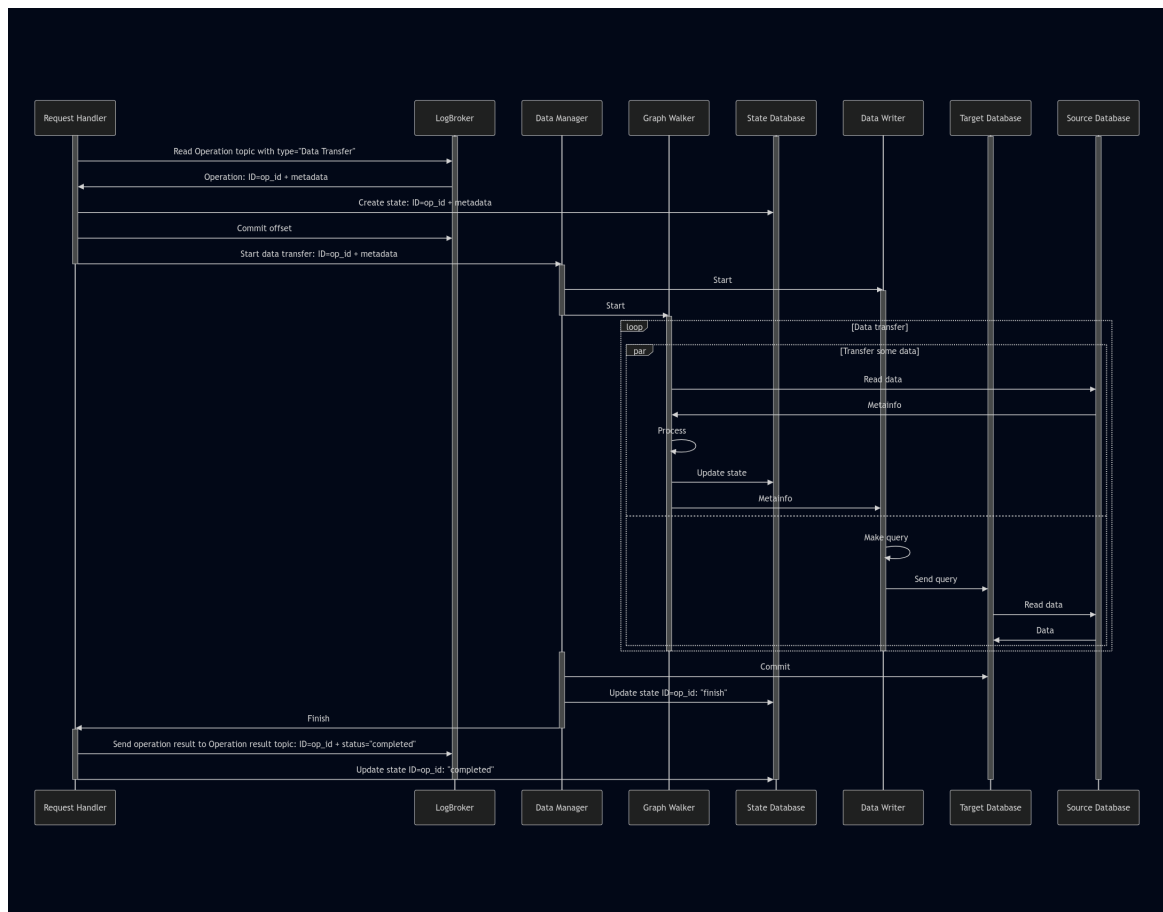 Request Handler
LogBroker
Data Manager
Graph Walker
State Database
Data Writer
Target Database
Source Database
Read Operation topic with type="Data Transfer"
Operation: ID=op_id + metadata
Create state: ID=op_id + metadata
Commit offset
Start data transfer: ID=op_id + metadata
Start
Start
loop
[Data transfer]
par
[Transfer some data]
Read data
Metainfo
Process
Update state
Metainfo
Make query
Send query
Read data
Data
Commit
Update state ID=op_id: "finish"
Finish
Send operation result to Operation result topic: ID=op_id + status="completed"
Update state ID=op_id: "completed"
Request Handler
LogBroker
Data Manager
Graph Walker
State Database
Data Writer
Target Database
Source Database